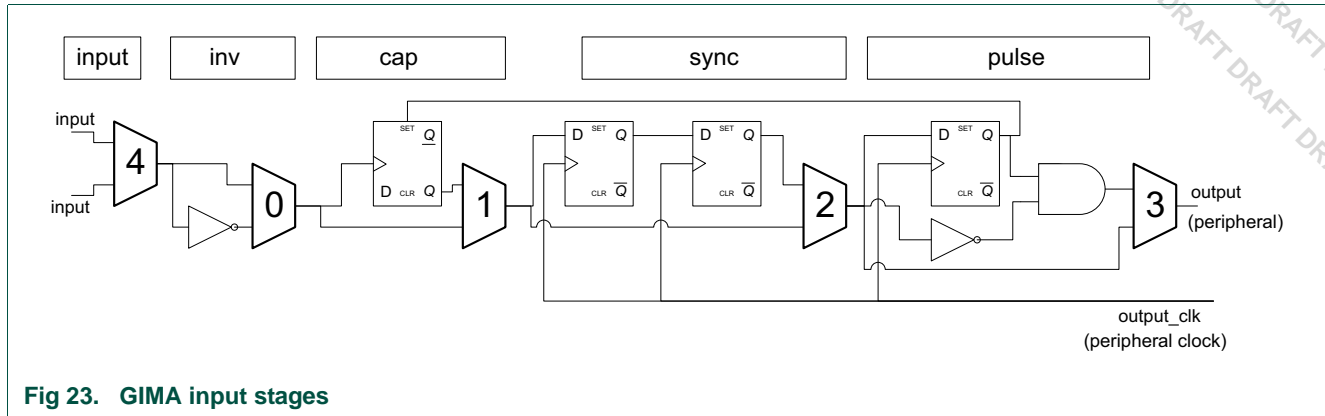 DRAFT DRAFT
DRAFT DRAFT DRA
input inv cap sync pulse
input
input
4
0
SET Q
D CLR Q
1
D SET Q
CLR Q
D SET Q
CLR Q
2
D SET Q
CLR Q
3
output
(peripheral)
output_clk
(peripheral clock)
Fig 23. GIMA input stages